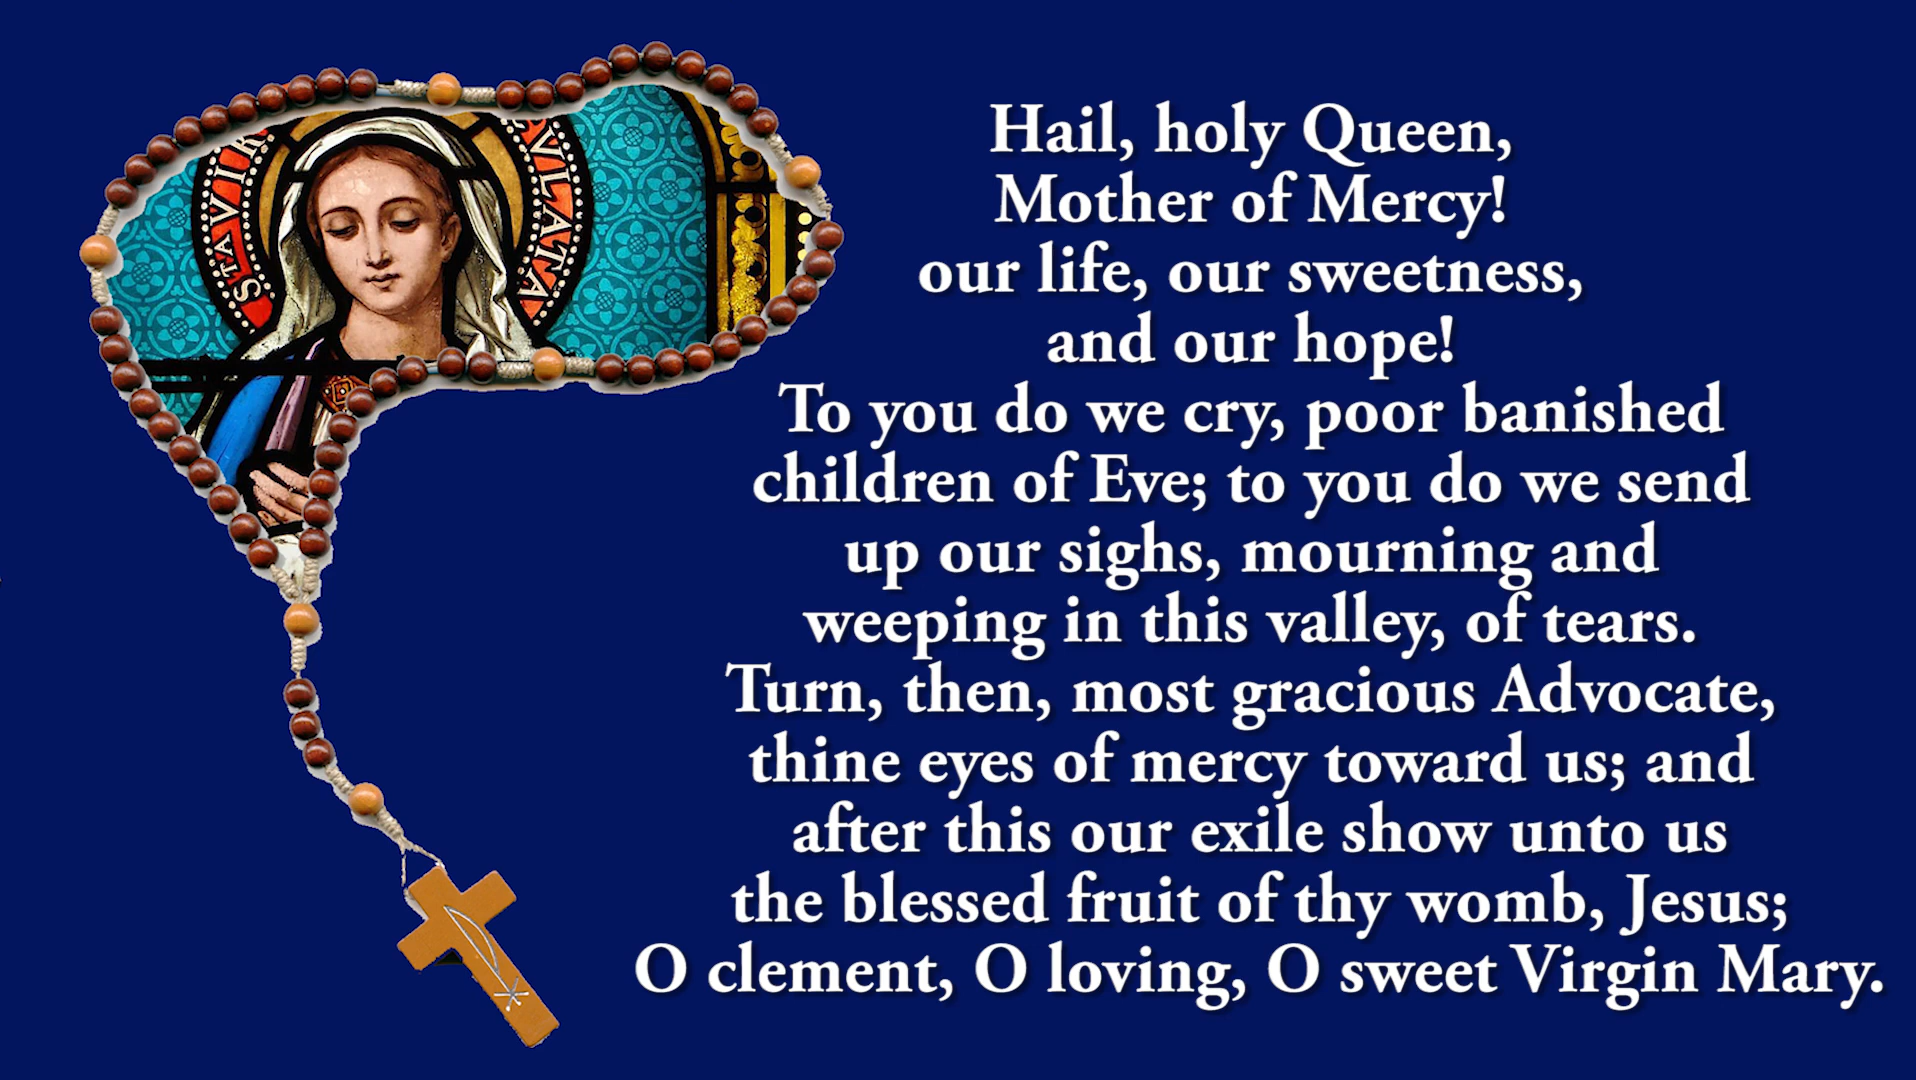 STA VIR
ULATA
Hail, holy Queen,
Mother of Mercy!
our life, our sweetness,
and our hope!
To you do we cry, poor banished
children of Eve; to you do we send
up our sighs, mourning and
weeping in this valley, of tears.
Turn, then, most gracious Advocate,
thine eyes of mercy toward us; and
after this our exile show unto us
the blessed fruit of thy womb, Jesus;
O clement, O loving, O sweet Virgin Mary.